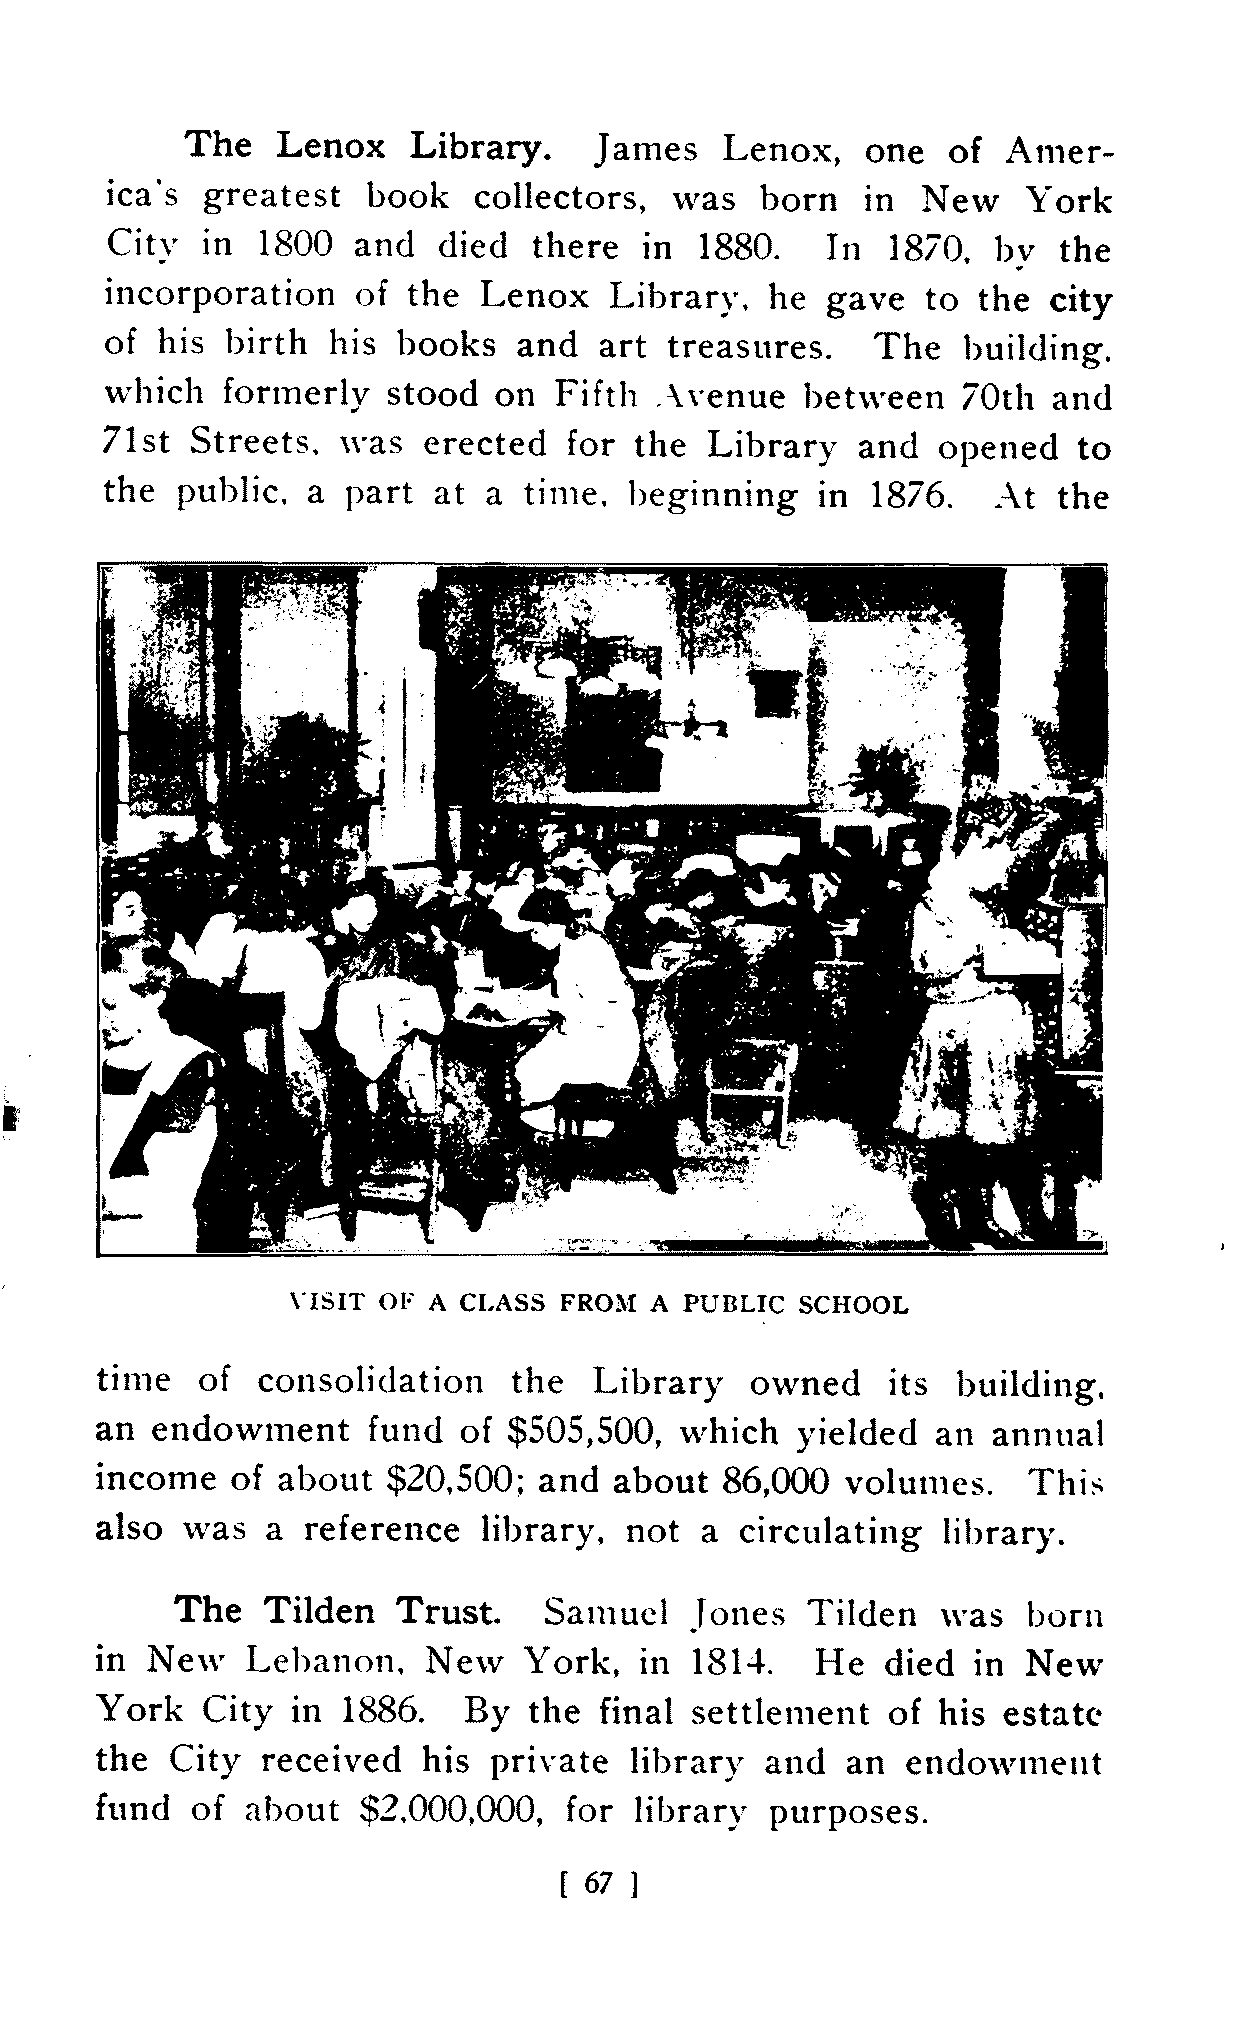 The Lenox Library. James Lenox, one of Amer-
ica's greatest book collectors, was born in New York
City in 1800 and died there in 1880. In 1870, by the
incorporation of the Lenox Library, he gave to the city
of his birth his books and art treasures. The building,
which formerly stood on Fifth Avenue between 70th and
71st Streets, was erected for the Library and opened to
the public, a part at a time, beginning in 1876. At the
VISIT OF A CLASS FROM A PUBLIC SCHOOL
time of consolidation the Library owned its building,
an endowment fund of $505,500, which yielded an annual
income of about $20,500; and about 86,000 volumes. This
also was a reference library, not a circulating library.
The Tilden Trust. Samuel Jones Tilden was born
in New Lebanon, New York, in 1814. He died in New
York City in 1886. By the final settlement of his estate
the City received his private library and an endowment
fund of about $2,000,000, for library purposes.
[ 67 ]